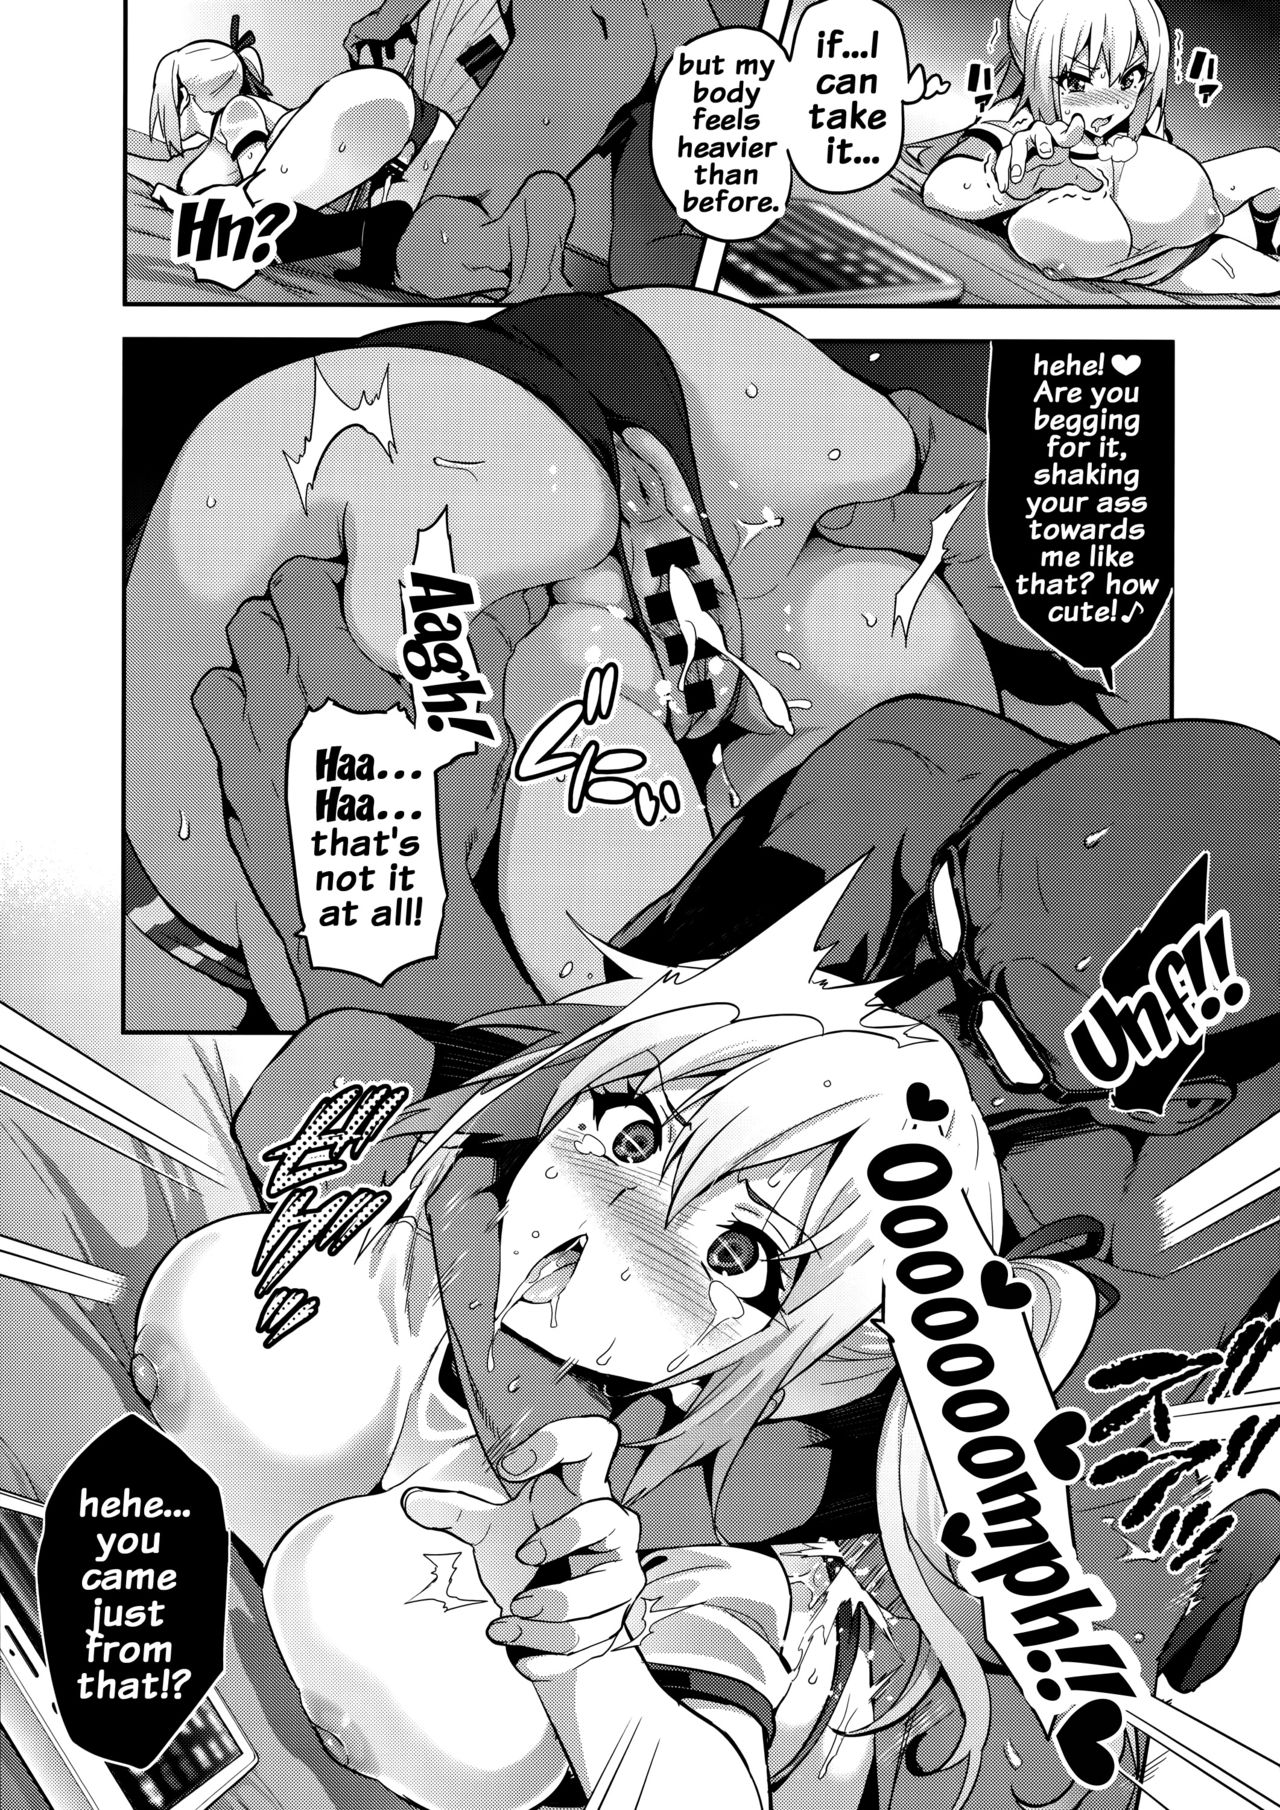 if...I
can
take
it...
but my
body
feels
heavier
than
before.
Hn?
hehe! ♥
Are you
begging
for it,
shaking
your ass
towards
me like
that? how
cute!♪
Aagh!
Haa...
Haa...
that's
not it
at all!
Unf!!
Oooooooomph!!
hehe...
you
came
just
from
that!?